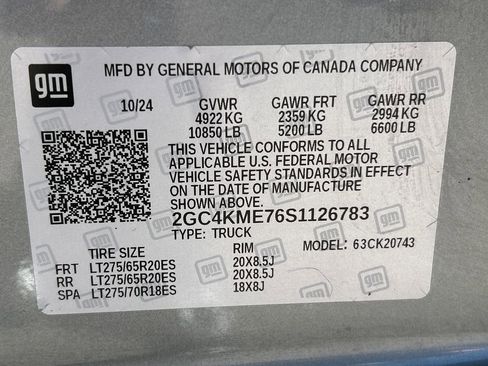 gm MFD BY GENERAL MOTORS OF CANADA COMPANY
10/24 GVWR GAWR FRT GAWR RR
4922 KG 2359 KG 2994 KG
10850 LB 5200 LB 6600 LB
THIS VEHICLE CONFORMS TO ALL
APPLICABLE U.S. FEDERAL MOTOR
VEHICLE SAFETY STANDARDS IN EFFECT
ON THE DATE OF MANUFACTURE
SHOWN ABOVE.
2GC4KME76S1126783
TYPE: TRUCK MODEL: 63CK20743
TIRE SIZE RIM
FRT LT275/65R20ES 20X8.5J
RR LT275/65R20ES 20X8.5J
SPA LT275/70R18ES 18X8J